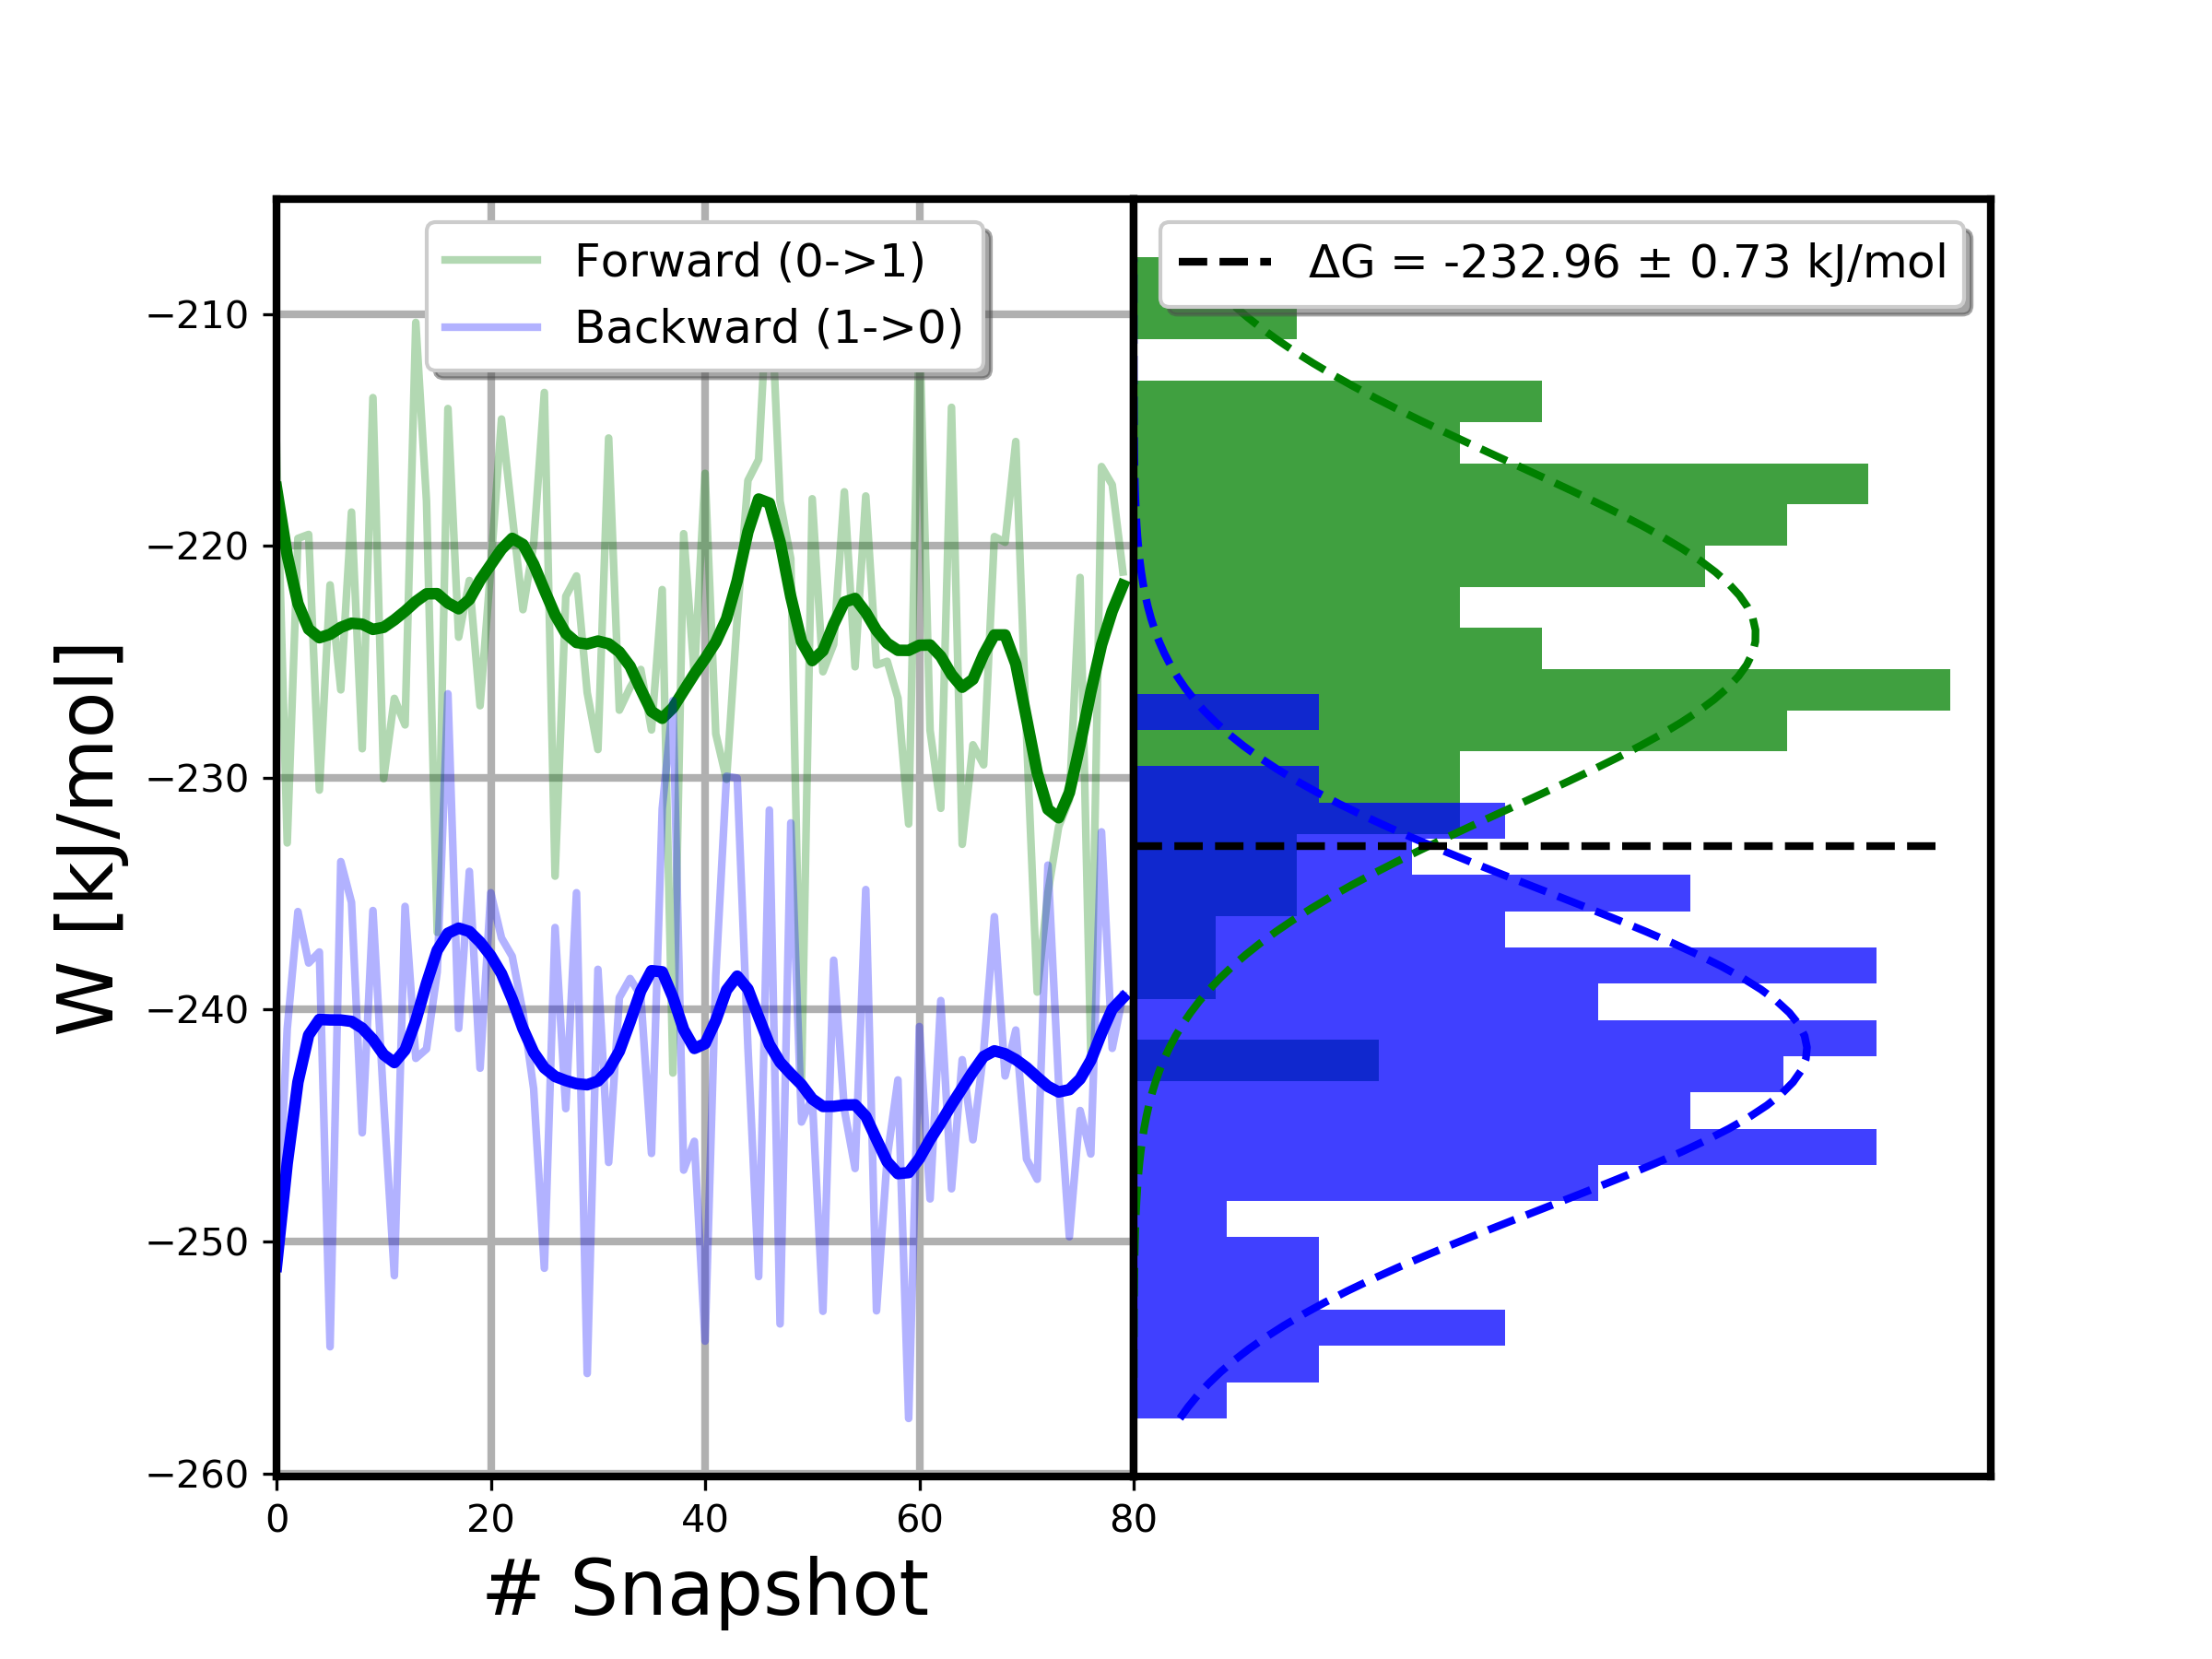 Forward (0->1)
Backward (1->0)
ΔG = -232.96 ± 0.73 kJ/mol
W [kJ/mol]
−210
−220
−230
−240
−250
−260
0 20 40 60 80
# Snapshot